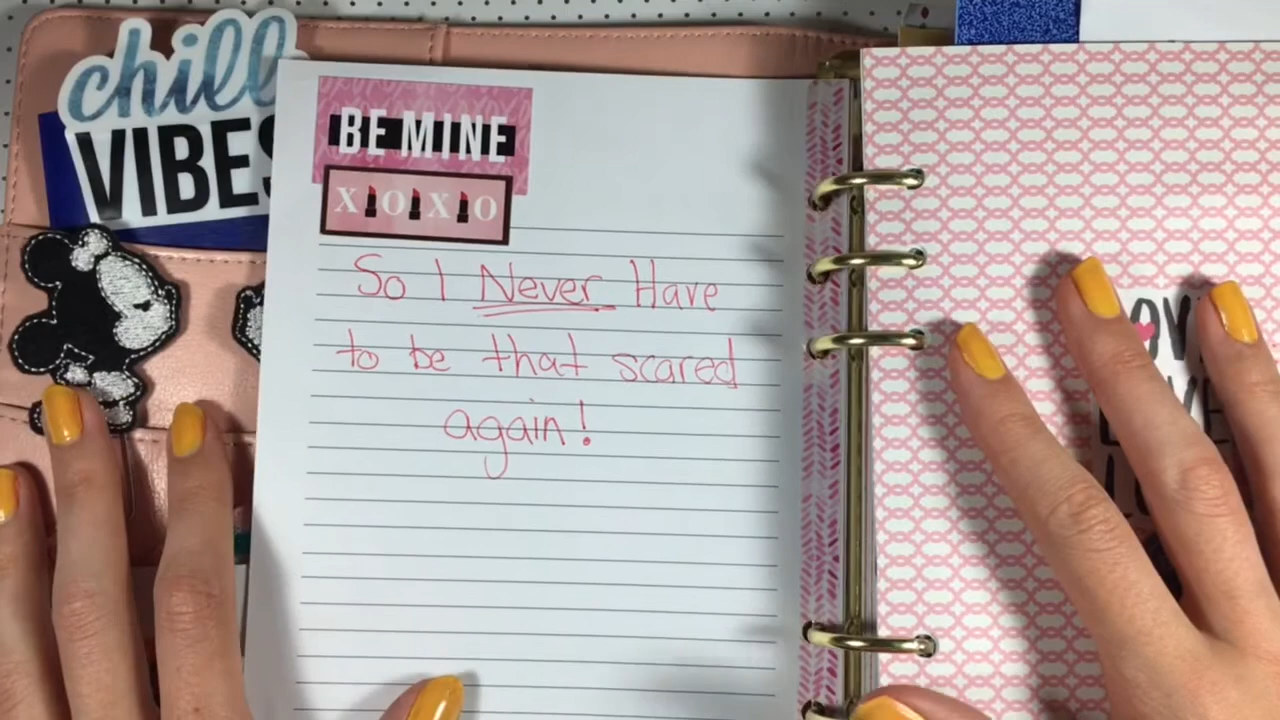 chill
VIBES
BE MINE
XOXO
So I Never Have
to be that scared
again!